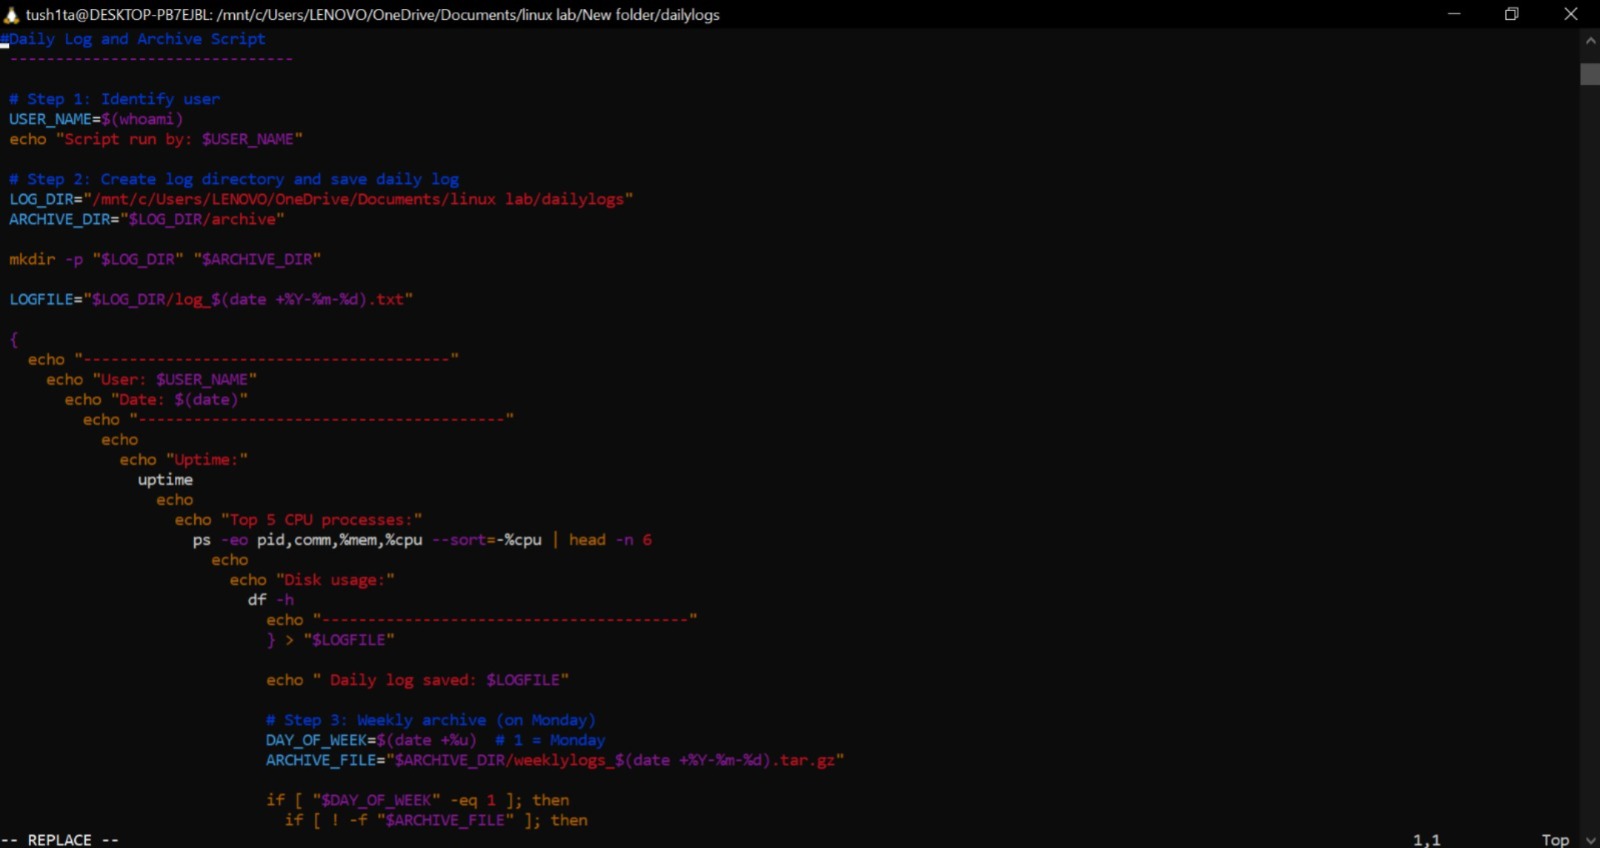 tush1ta@DESKTOP-PB7EJBL: /mnt/c/Users/LENOVO/OneDrive/Documents/linux lab/New folder/dailylogs
#Daily Log and Archive Script
-------------------------------

# Step 1: Identify user
USER_NAME=$(whoami)
echo "Script run by: $USER_NAME"

# Step 2: Create log directory and save daily log
LOG_DIR="/mnt/c/Users/LENOVO/OneDrive/Documents/linux lab/dailylogs"
ARCHIVE_DIR="$LOG_DIR/archive"

mkdir -p "$LOG_DIR" "$ARCHIVE_DIR"

LOGFILE="$LOG_DIR/log_$(date +%Y-%m-%d).txt"

{
  echo "----------------------------------------"
    echo "User: $USER_NAME"
      echo "Date: $(date)"
        echo "----------------------------------------"
          echo
            echo "Uptime:"
              uptime
                echo
                  echo "Top 5 CPU processes:"
                    ps -eo pid,comm,%mem,%cpu --sort=-%cpu | head -n 6
                      echo
                        echo "Disk usage:"
                          df -h
                            echo "----------------------------------------"
                            } > "$LOGFILE"

                            echo " Daily log saved: $LOGFILE"

                            # Step 3: Weekly archive (on Monday)
                            DAY_OF_WEEK=$(date +%u)  # 1 = Monday
                            ARCHIVE_FILE="$ARCHIVE_DIR/weeklylogs_$(date +%Y-%m-%d).tar.gz"

                            if [ "$DAY_OF_WEEK" -eq 1 ]; then
                              if [ ! -f "$ARCHIVE_FILE" ]; then
-- REPLACE -- 1,1 Top